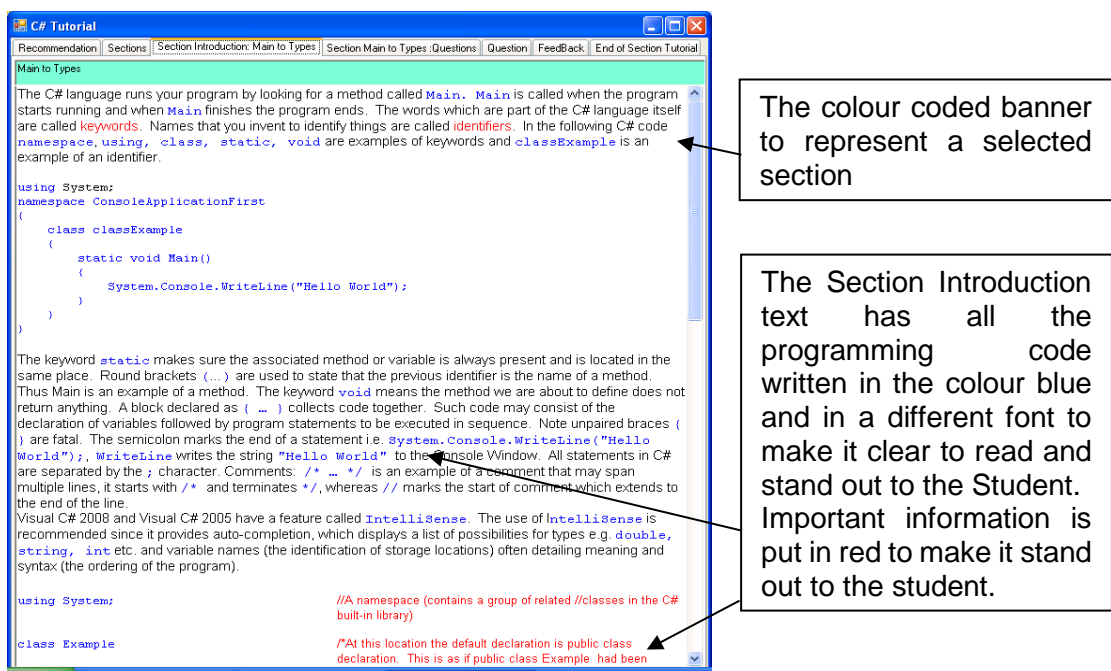 C# Tutorial
Recommendation Sections Section Introduction: Main to Types Section Main to Types :Questions Question FeedBack End of Section Tutorial
Main to Types
The C# language runs your program by looking for a method called Main. Main is called when the program
starts running and when Main finishes the program ends. The words which are part of the C# language itself
are called keywords. Names that you invent to identify things are called identifiers. In the following C# code
namespace, using, class, static, void are examples of keywords and classExample is an
example of an identifier.
using System;
namespace ConsoleApplicationFirst
{
class classExample
{
static void Main()
{
System.Console.WriteLine("Hello World");
}
}
}
The keyword static makes sure the associated method or variable is always present and is located in the
same place. Round brackets (...) are used to state that the previous identifier is the name of a method.
Thus Main is an example of a method. The keyword void means the method we are about to define does not
return anything. A block declared as { … } collects code together. Such code may consist of the
declaration of variables followed by program statements to be executed in sequence. Note unpaired braces {
} are fatal. The semicolon marks the end of a statement i.e. System.Console.WriteLine("Hello
World");, WriteLine writes the string "Hello World" to the Console Window. All statements in C#
are separated by the ; character. Comments: /* … */ is an example of a comment that may span
multiple lines, it starts with /* and terminates */, whereas // marks the start of comment which extends to
the end of the line.
Visual C# 2008 and Visual C# 2005 have a feature called IntelliSense. The use of IntelliSense is
recommended since it provides auto-completion, which displays a list of possibilities for types e.g. double,
string, int etc. and variable names (the identification of storage locations) often detailing meaning and
syntax (the ordering of the program).
using System; //A namespace (contains a group of related //classes in the C#
built-in library)
class Example /*At this location the default declaration is public class
declaration. This is as if public class Example had been
The colour coded banner
to represent a selected
section
The Section Introduction
text has all the
programming code
written in the colour blue
and in a different font to
make it clear to read and
stand out to the Student.
Important information is
put in red to make it stand
out to the student.